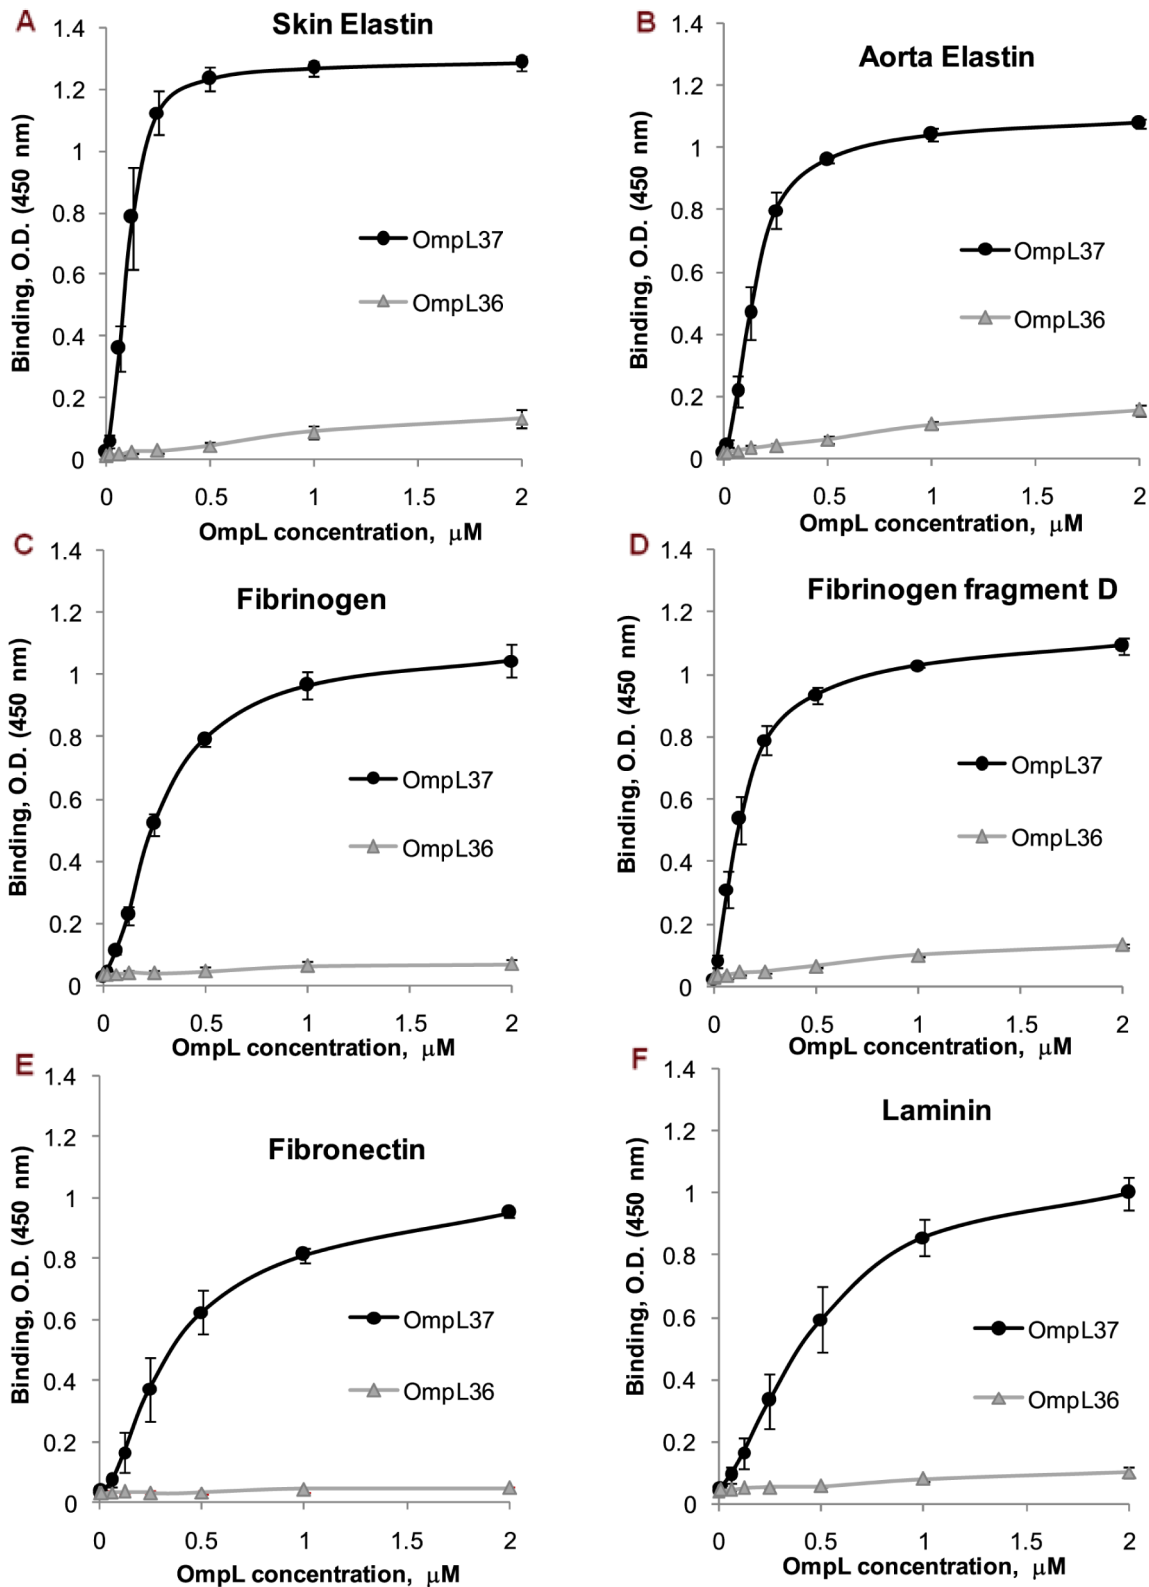 A
Skin Elastin
1.4
1.2
1
0.8
0.6
0.4
0.2
0
Binding, O.D. (450 nm)
OmpL37
OmpL36
0 0.5 1 1.5 2
OmpL concentration, μM
B
Aorta Elastin
1.4
1.2
1
0.8
0.6
0.4
0.2
0
Binding, O.D. (450 nm)
OmpL37
OmpL36
0 0.5 1 1.5 2
OmpL concentration, μM
C
Fibrinogen
1.4
1.2
1
0.8
0.6
0.4
0.2
0
Binding, O.D. (450 nm)
OmpL37
OmpL36
0 0.5 1 1.5 2
OmpL concentration, μM
D
Fibrinogen fragment D
1.4
1.2
1
0.8
0.6
0.4
0.2
0
Binding, O.D. (450 nm)
OmpL37
OmpL36
0 0.5 1 1.5 2
OmpL concentration, μM
E
Fibronectin
1.4
1.2
1
0.8
0.6
0.4
0.2
0
Binding, O.D. (450 nm)
OmpL37
OmpL36
0 0.5 1 1.5 2
OmpL concentration, μM
F
Laminin
1.4
1.2
1
0.8
0.6
0.4
0.2
0
Binding, O.D. (450 nm)
OmpL37
OmpL36
0 0.5 1 1.5 2
OmpL concentration, μM